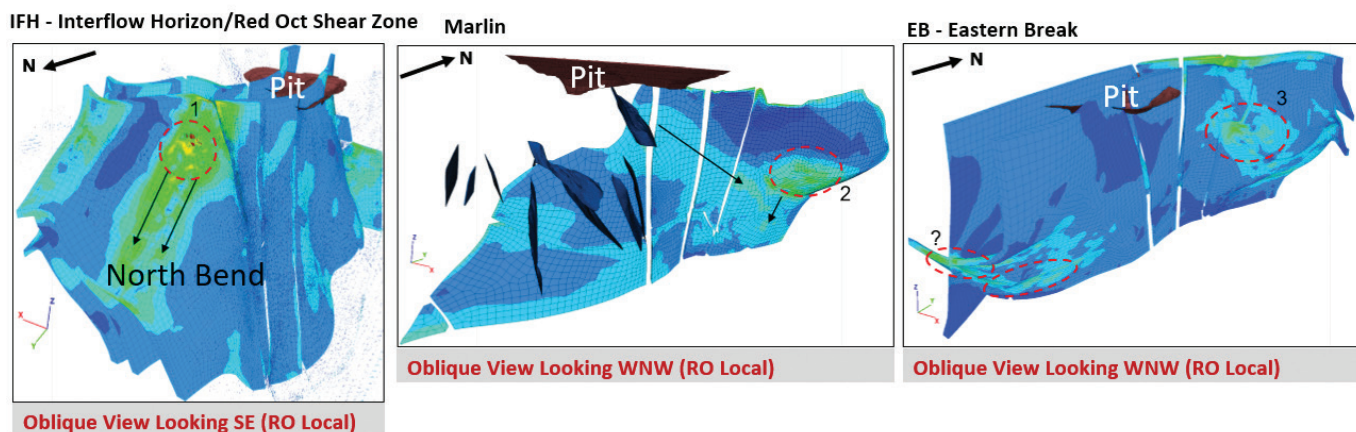 IFH - Interflow Horizon/Red Oct Shear Zone
N
Pit
1
North Bend
X
Y
Z
Oblique View Looking SE (RO Local)
Marlin
N
Pit
2
Z
Y
X
Oblique View Looking WNW (RO Local)
EB - Eastern Break
N
Pit
3
?
Z
Y
X
Oblique View Looking WNW (RO Local)